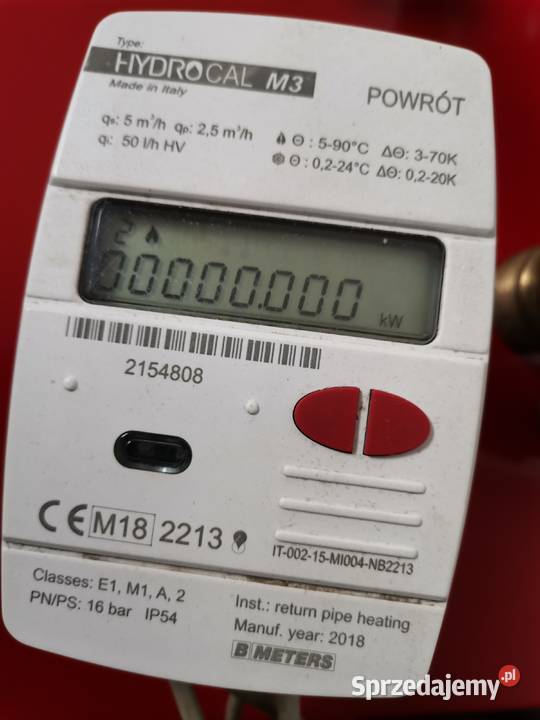 Type:
HYDROCAL M3
Made in Italy
POWRÓT
qs: 5 m³/h qp: 2,5 m³/h
qi: 50 l/h HV
Θ : 5-90°C ΔΘ: 3-70K
Θ : 0,2-24°C ΔΘ: 0,2-20K
2
00000.000 kW
2154808
CE M18 2213
IT-002-15-MI004-NB2213
Classes: E1, M1, A, 2
PN/PS: 16 bar IP54
Inst.: return pipe heating
Manuf. year: 2018
B METERS
Sprzedajemy.pl